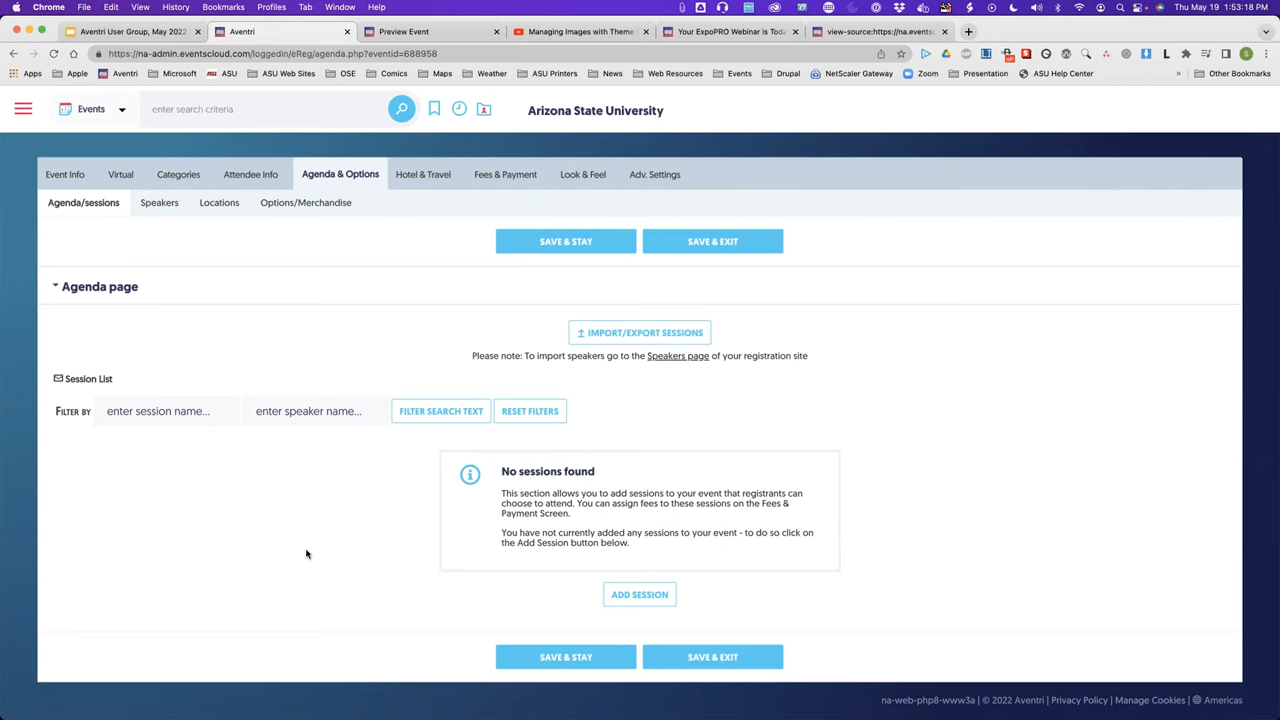 Chrome File Edit View History Bookmarks Profiles Tab Window Help Thu May 19 1:53:18 PM
Aventri User Group, May 2022 Aventri Preview Event Managing Images with Theme Your ExpoPRO Webinar is Toda view-source:https://na.events
https://na-admin.eventscloud.com/loggedin/eReg/agenda.php?eventid=688958
Apps Apple Aventri Microsoft ASU ASU Web Sites OSE Comics Maps Weather ASU Printers News Web Resources Events Drupal NetScaler Gateway Zoom Presentation ASU Help Center » Other Bookmarks
Events enter search criteria Arizona State University
Event Info Virtual Categories Attendee Info Agenda & Options Hotel & Travel Fees & Payment Look & Feel Adv. Settings
Agenda/sessions Speakers Locations Options/Merchandise
SAVE & STAY SAVE & EXIT
Agenda page
IMPORT/EXPORT SESSIONS
Please note: To import speakers go to the Speakers page of your registration site
Session List
FILTER BY enter session name... enter speaker name... FILTER SEARCH TEXT RESET FILTERS
No sessions found
This section allows you to add sessions to your event that registrants can
choose to attend. You can assign fees to these sessions on the Fees &
Payment Screen.
You have not currently added any sessions to your event - to do so click on
the Add Session button below.
ADD SESSION
SAVE & STAY SAVE & EXIT
na-web-php8-www3a | © 2022 Aventri | Privacy Policy | Manage Cookies | Americas